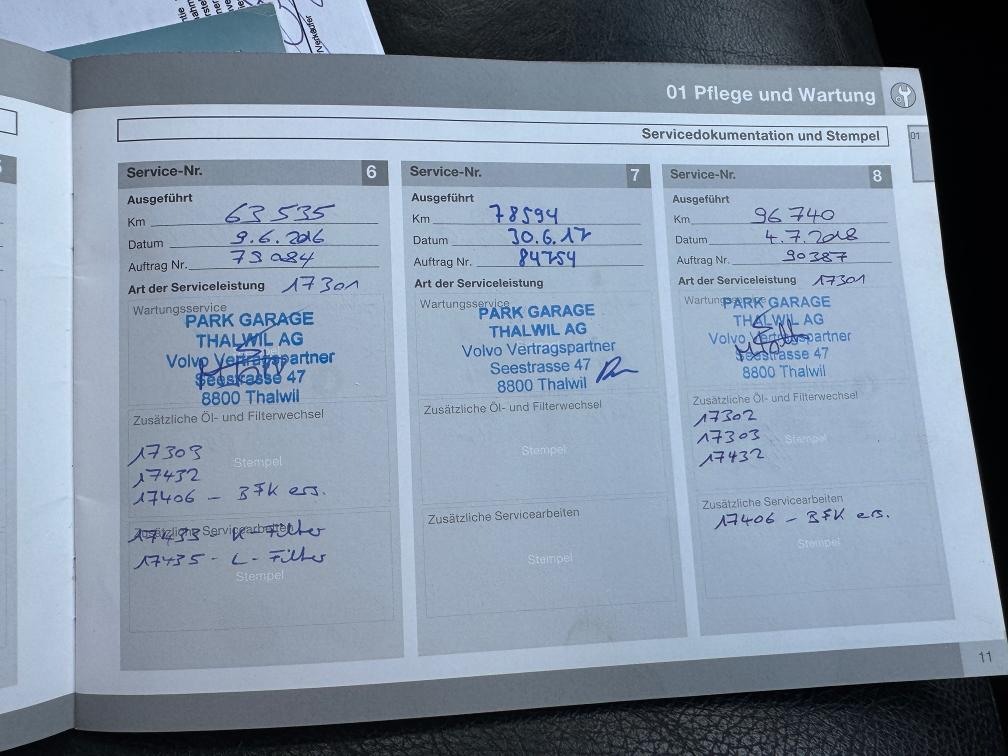 01 Pflege und Wartung
01
Servicedokumentation und Stempel
Service-Nr. 6
Ausgeführt
Km 63 535
Datum 9.6.2016
Auftrag Nr. 73084
Art der Serviceleistung 17301
Wartungsservice
PARK GARAGE
THALWIL AG
Volvo Vertragspartner
Seestrasse 47
8800 Thalwil
Zusätzliche Öl- und Filterwechsel
17303
Stempel
17432
17406 - BFK ers.
Zusätzliche Servicearbeiten
17433 - K-Filter
17435 - L-Filter
Stempel
Service-Nr. 7
Ausgeführt
Km 78594
Datum 30.6.17
Auftrag Nr. 84754
Art der Serviceleistung
Wartungsservice
PARK GARAGE
THALWIL AG
Volvo Vertragspartner
Seestrasse 47
8800 Thalwil
Zusätzliche Öl- und Filterwechsel
Stempel
Zusätzliche Servicearbeiten
Stempel
Service-Nr. 8
Ausgeführt
Km 96 740
Datum 4.7.2018
Auftrag Nr. 90387
Art der Serviceleistung 17301
Wartungsservice
PARK GARAGE
THALWIL AG
Volvo Vertragspartner
Seestrasse 47
8800 Thalwil
Zusätzliche Öl- und Filterwechsel
17302
17303
Stempel
17432
Zusätzliche Servicearbeiten
17406 - BFK ers.
Stempel
11